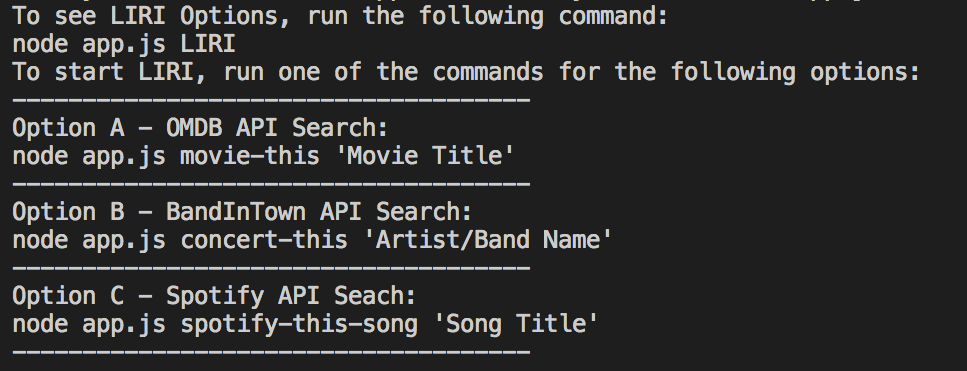 To see LIRI Options, run the following command:
node app.js LIRI
To start LIRI, run one of the commands for the following options:
-------------------------------------
Option A - OMDB API Search:
node app.js movie-this 'Movie Title'
-------------------------------------
Option B - BandInTown API Search:
node app.js concert-this 'Artist/Band Name'
-------------------------------------
Option C - Spotify API Seach:
node app.js spotify-this-song 'Song Title'
-------------------------------------